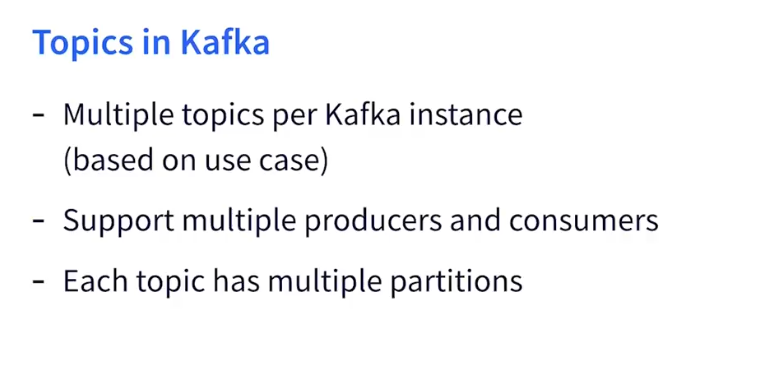 Topics in Kafka
- Multiple topics per Kafka instance
(based on use case)
- Support multiple producers and consumers
- Each topic has multiple partitions